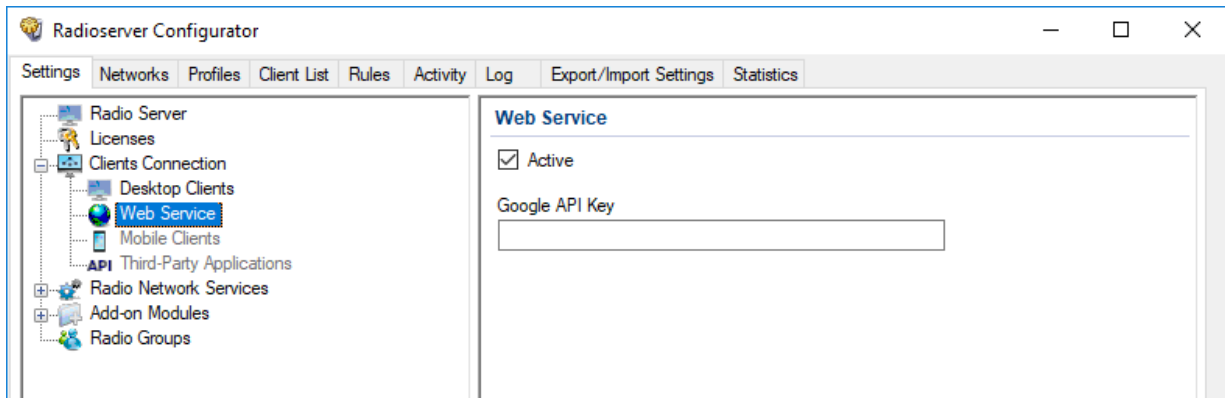 Radioserver Configurator
Settings Networks Profiles Client List Rules Activity Log Export/Import Settings Statistics
Radio Server
Licenses
Clients Connection
Desktop Clients
Web Service
Mobile Clients
API Third-Party Applications
Radio Network Services
Add-on Modules
Radio Groups
Web Service
Active
Google API Key